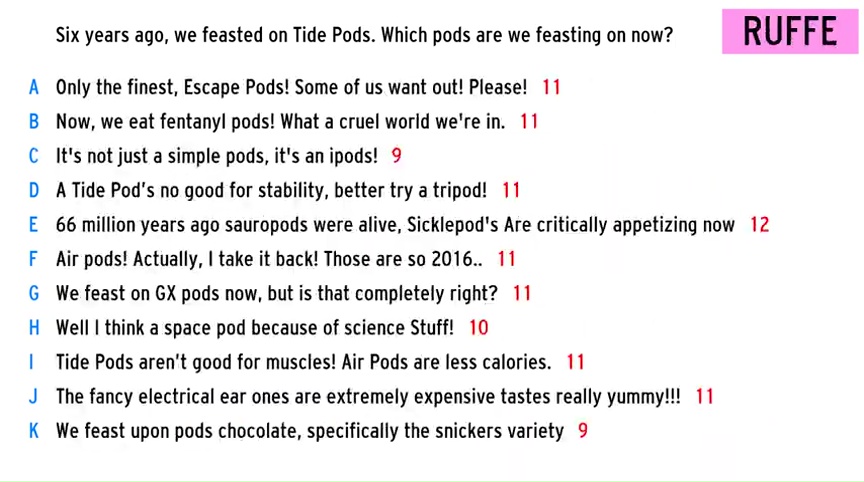 Six years ago, we feasted on Tide Pods. Which pods are we feasting on now?
RUFFE
A Only the finest, Escape Pods! Some of us want out! Please! 11
B Now, we eat fentanyl pods! What a cruel world we're in. 11
C It's not just a simple pods, it's an ipods! 9
D A Tide Pod's no good for stability, better try a tripod! 11
E 66 million years ago sauropods were alive, Sicklepod's Are critically appetizing now 12
F Air pods! Actually, I take it back! Those are so 2016.. 11
G We feast on GX pods now, but is that completely right? 11
H Well I think a space pod because of science Stuff! 10
I Tide Pods aren't good for muscles! Air Pods are less calories. 11
J The fancy electrical ear ones are extremely expensive tastes really yummy!!! 11
K We feast upon pods chocolate, specifically the snickers variety 9